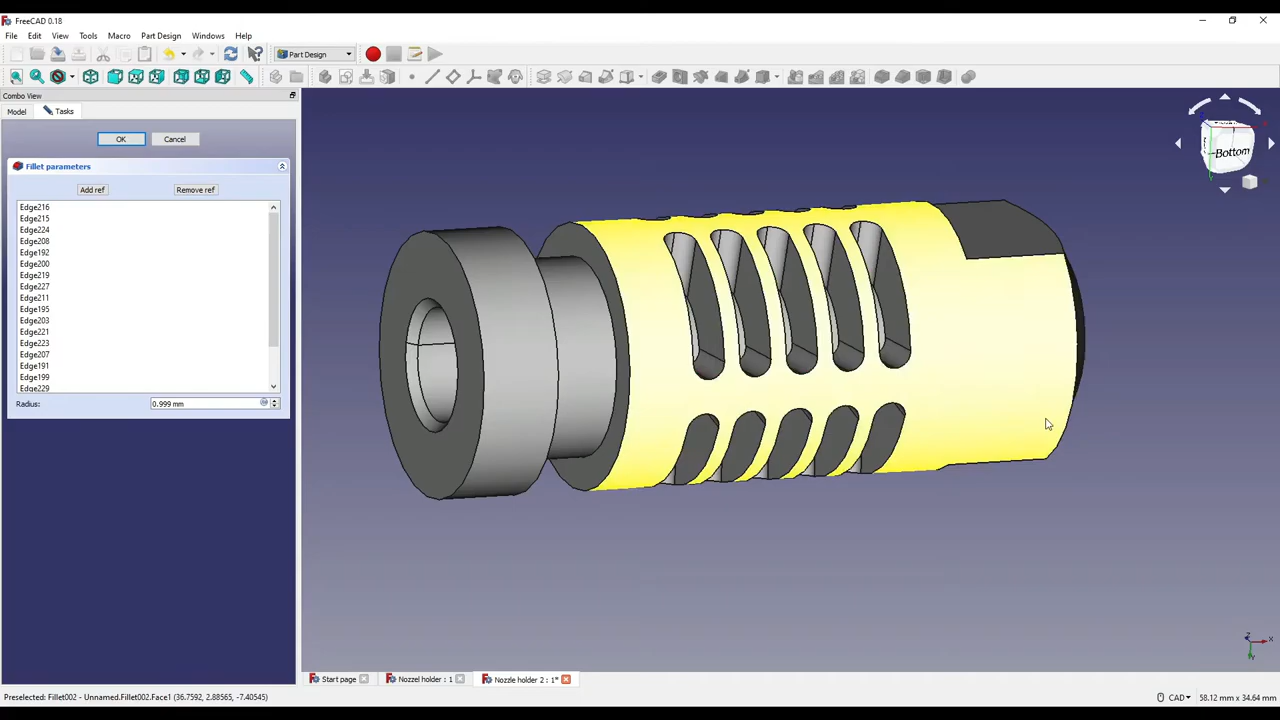 FreeCAD 0.18
File Edit View Tools Macro Part Design Windows Help
Part Design
Combo View
Model Tasks
OK Cancel
Fillet parameters
Add ref Remove ref
Edge216
Edge215
Edge224
Edge208
Edge192
Edge200
Edge219
Edge227
Edge211
Edge195
Edge203
Edge221
Edge223
Edge207
Edge191
Edge199
Edge229
Radius: 0.999 mm
Bottom
Start page Nozzel holder : 1 Nozzle holder 2 : 1*
Preselected: Fillet002 - Unnamed.Fillet002.Face1 (36.7592, 2.88565, -7.40545) CAD 58.12 mm x 34.64 mm